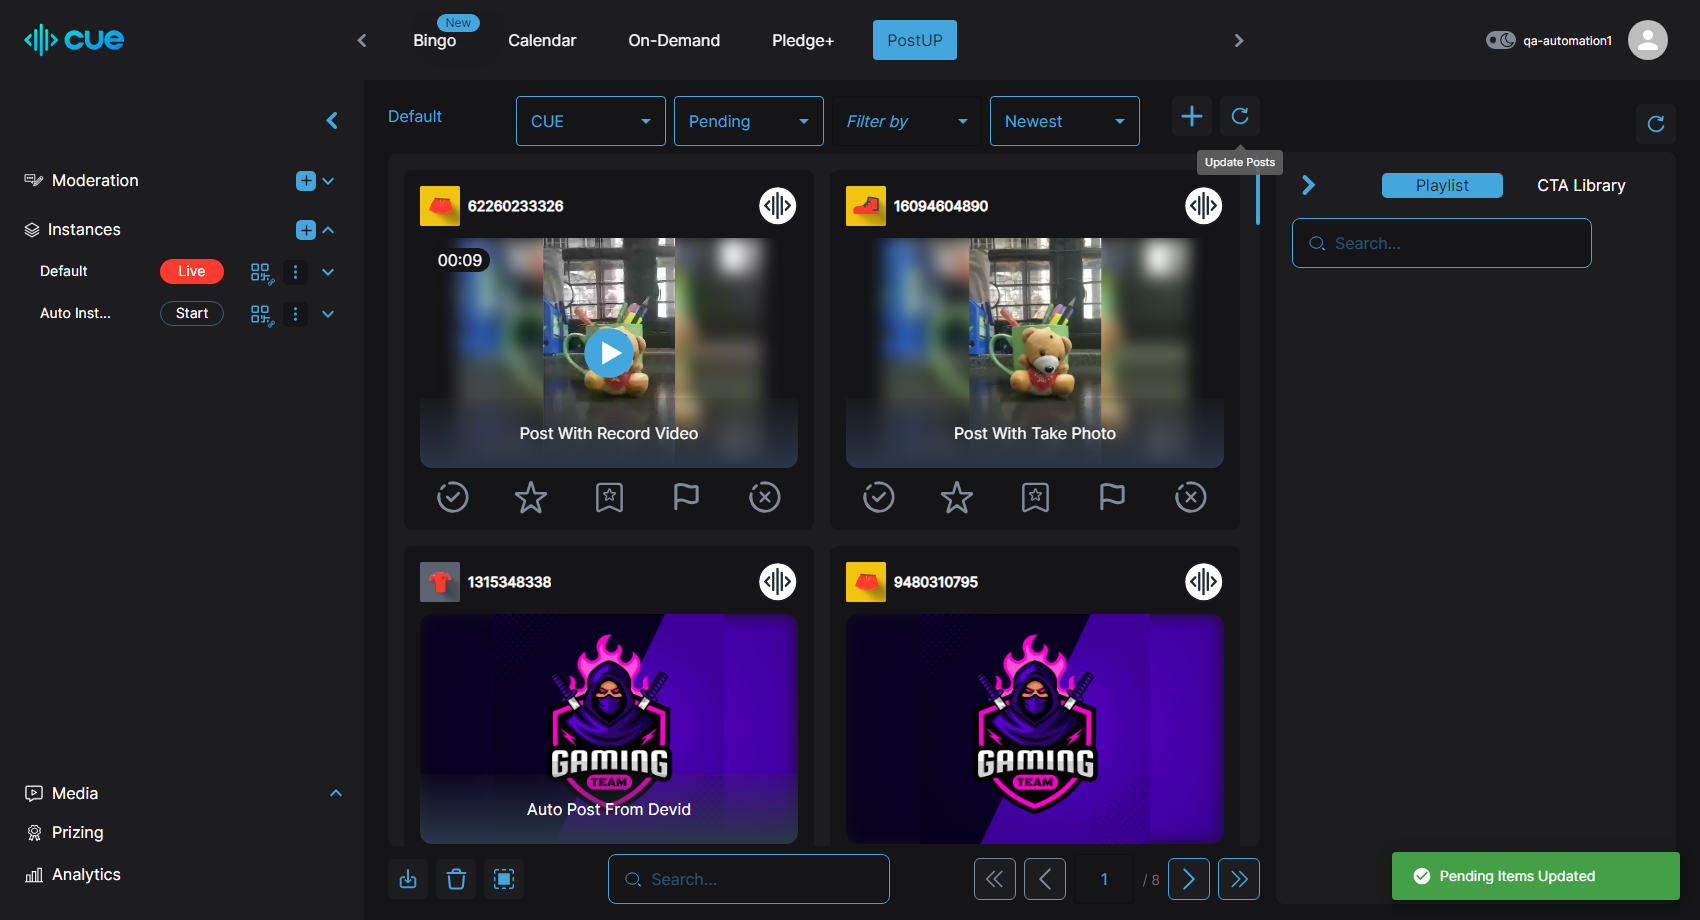 cue
New
Bingo
Calendar
On-Demand
Pledge+
PostUP
qa-automation1
Default
CUE
Pending
Filter by
Newest
Update Posts
Moderation
Instances
Default
Live
Auto Inst...
Start
Media
Prizing
Analytics
62260233326
00:09
Post With Record Video
16094604890
Post With Take Photo
1315348338
GAMING
TEAM
Auto Post From Devid
9480310795
GAMING
TEAM
Search...
1
/ 8
Playlist
CTA Library
Search...
Pending Items Updated